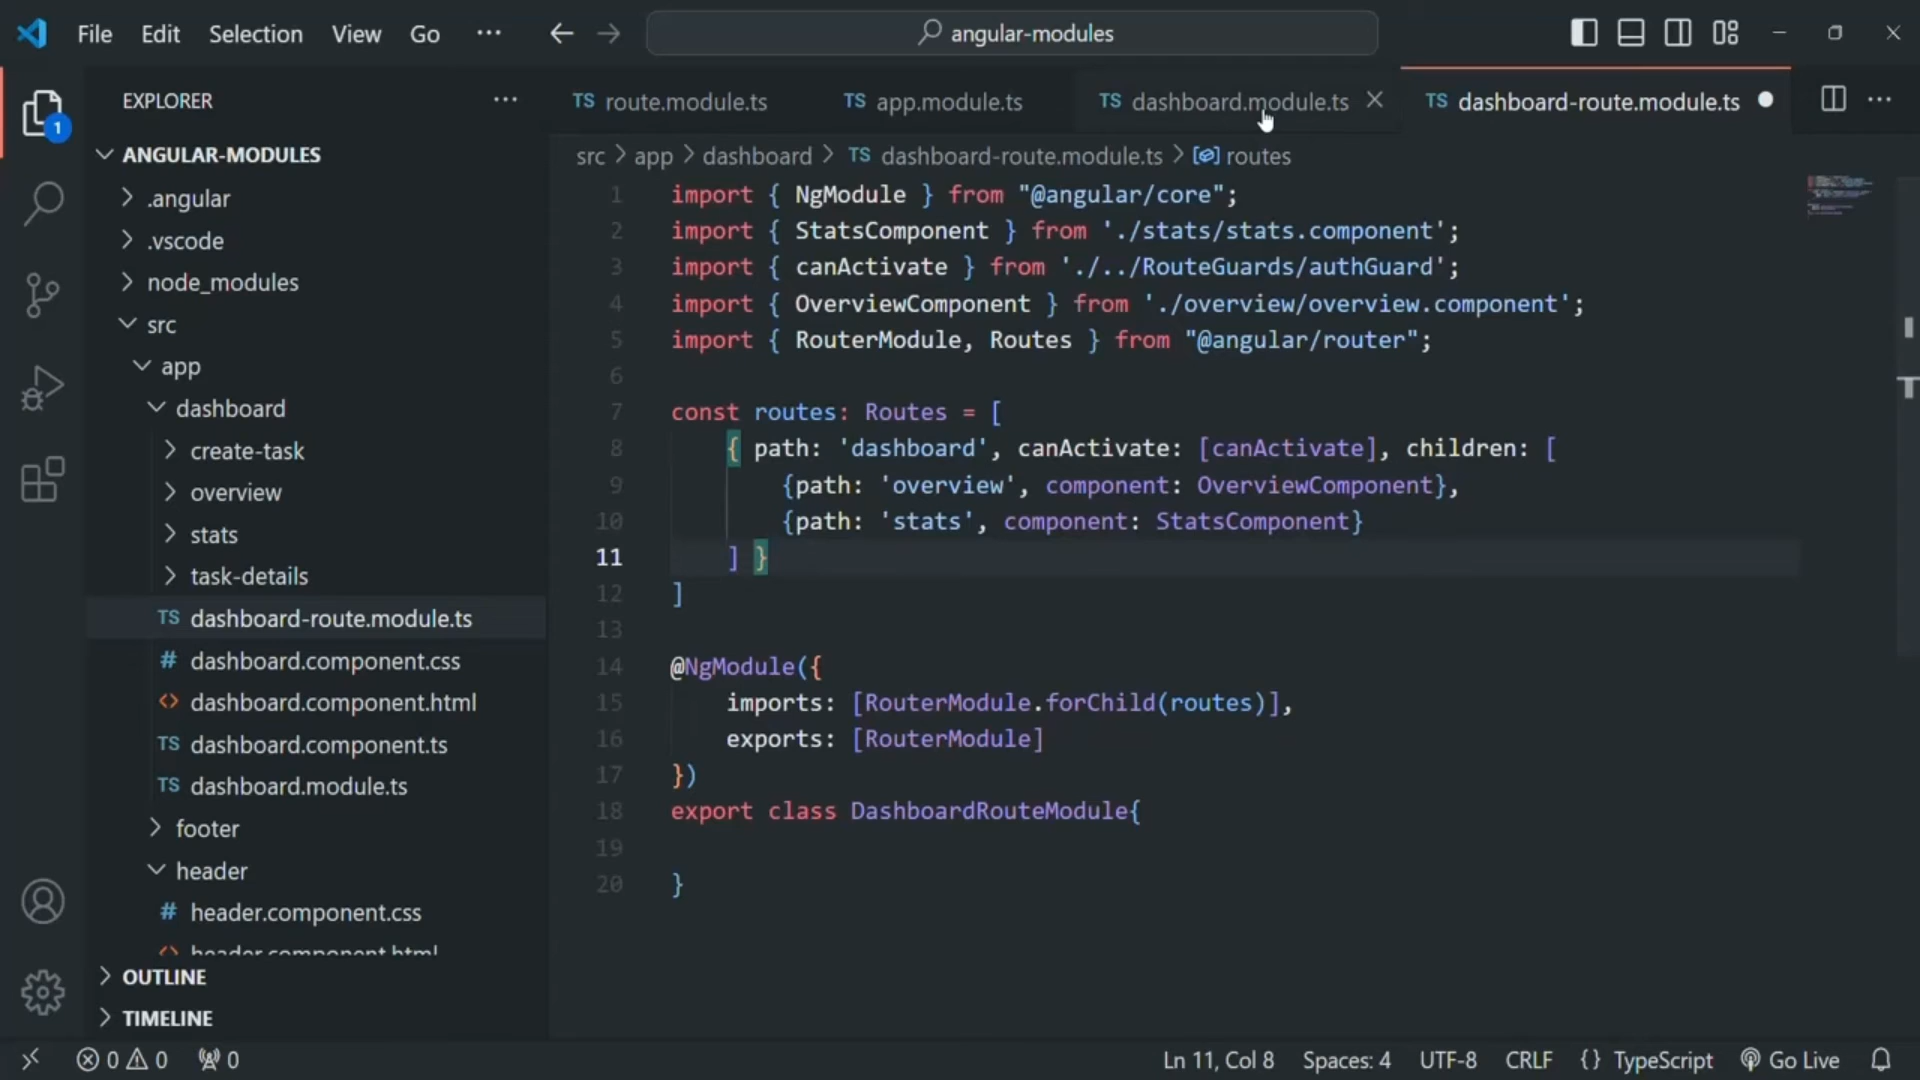 File Edit Selection View Go ··· angular-modules
EXPLORER ···
1
ANGULAR-MODULES
.angular
.vscode
node_modules
src
app
dashboard
create-task
overview
stats
task-details
TS dashboard-route.module.ts
# dashboard.component.css
<> dashboard.component.html
TS dashboard.component.ts
TS dashboard.module.ts
footer
header
# header.component.css
<> header.component.html
OUTLINE
TIMELINE
TS route.module.ts TS app.module.ts TS dashboard.module.ts TS dashboard-route.module.ts ···
src > app > dashboard > TS dashboard-route.module.ts > routes
1 import { NgModule } from "@angular/core";
2 import { StatsComponent } from './stats/stats.component';
3 import { canActivate } from './../RouteGuards/authGuard';
4 import { OverviewComponent } from './overview/overview.component';
5 import { RouterModule, Routes } from "@angular/router";
6
7 const routes: Routes = [
8 { path: 'dashboard', canActivate: [canActivate], children: [
9 {path: 'overview', component: OverviewComponent},
10 {path: 'stats', component: StatsComponent}
11 ] }
12 ]
13
14 @NgModule({
15 imports: [RouterModule.forChild(routes)],
16 exports: [RouterModule]
17 })
18 export class DashboardRouteModule{
19
20 }
0 0 0 Ln 11, Col 8 Spaces: 4 UTF-8 CRLF {} TypeScript Go Live